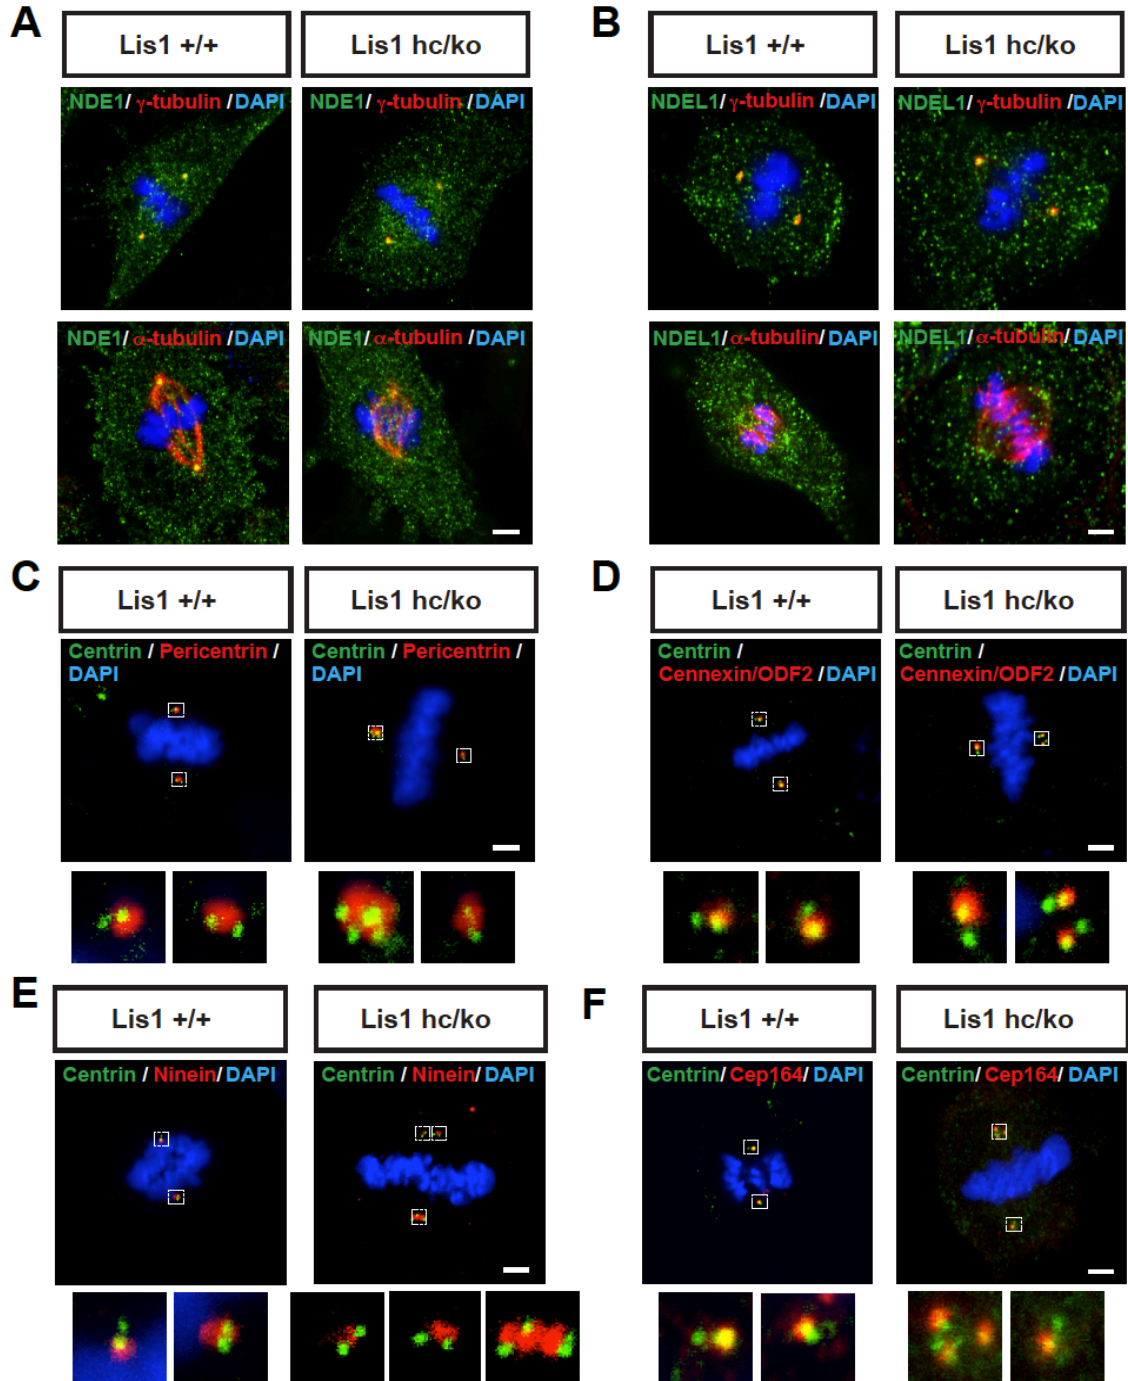 A
Lis1 +/+
Lis1 hc/ko
NDE1/ γ-tubulin /DAPI
NDE1/ γ-tubulin /DAPI
NDE1/α-tubulin/DAPI
NDE1/ α-tubulin /DAPI
B
Lis1 +/+
Lis1 hc/ko
NDEL1/ γ-tubulin /DAPI
NDEL1/ γ-tubulin /DAPI
NDEL1/α-tubulin/DAPI
NDEL1/α-tubulin/DAPI
C
Lis1 +/+
Lis1 hc/ko
Centrin / Pericentrin /
DAPI
Centrin / Pericentrin /
DAPI
D
Lis1 +/+
Lis1 hc/ko
Centrin /
Cennexin/ODF2 /DAPI
Centrin /
Cennexin/ODF2 /DAPI
E
Lis1 +/+
Lis1 hc/ko
Centrin / Ninein/ DAPI
Centrin / Ninein/ DAPI
F
Lis1 +/+
Lis1 hc/ko
Centrin/ Cep164/ DAPI
Centrin/ Cep164/ DAPI